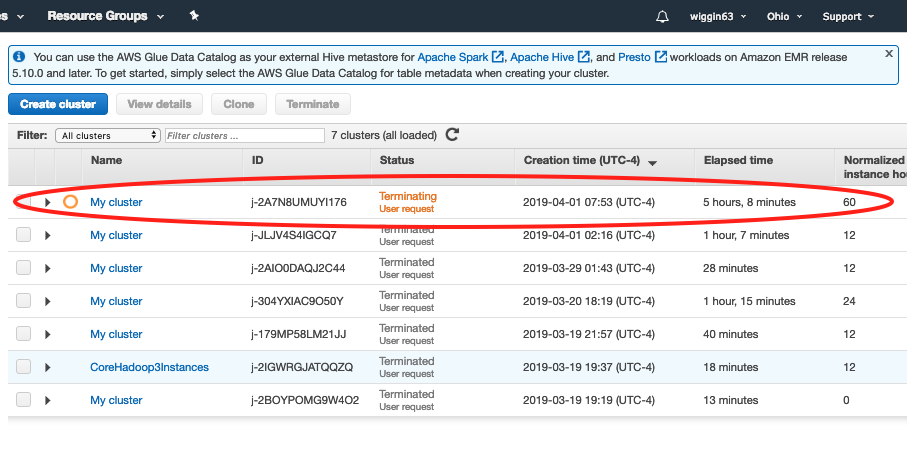 s Resource Groups wiggin63 Ohio Support
You can use the AWS Glue Data Catalog as your external Hive metastore for Apache Spark, Apache Hive, and Presto workloads on Amazon EMR release
5.10.0 and later. To get started, simply select the AWS Glue Data Catalog for table metadata when creating your cluster.
Create cluster View details Clone Terminate
Filter: All clusters Filter clusters ... 7 clusters (all loaded)
Name ID Status Creation time (UTC-4) Elapsed time Normalized instance hou
My cluster j-2A7N8UMUYI176 Terminating User request 2019-04-01 07:53 (UTC-4) 5 hours, 8 minutes 60
My cluster j-JLJV4S4IGCQ7 Terminated User request 2019-04-01 02:16 (UTC-4) 1 hour, 7 minutes 12
My cluster j-2AIO0DAQJ2C44 Terminated User request 2019-03-29 01:43 (UTC-4) 28 minutes 12
My cluster j-304YXIAC9O50Y Terminated User request 2019-03-20 18:19 (UTC-4) 1 hour, 15 minutes 24
My cluster j-179MP58LM21JJ Terminated User request 2019-03-19 21:57 (UTC-4) 40 minutes 12
CoreHadoop3Instances j-2IGWRGJATQQZQ Terminated User request 2019-03-19 19:37 (UTC-4) 18 minutes 12
My cluster j-2BOYPOMG9W4O2 Terminated User request 2019-03-19 19:19 (UTC-4) 13 minutes 0